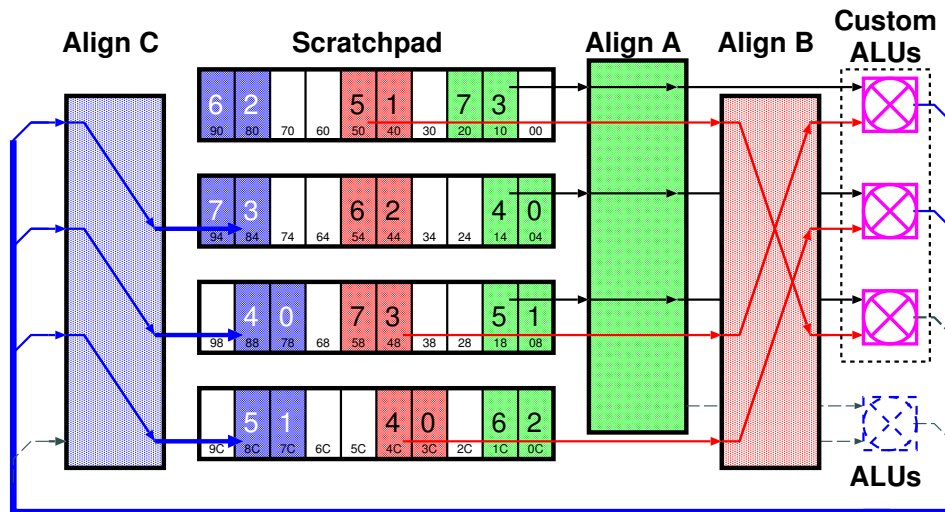 Align C
Scratchpad
Align A
Align B
Custom
ALUs
6 2 5 1 7 3
90 80 70 60 50 40 30 20 10 00
7 3 6 2 4 0
94 84 74 64 54 44 34 24 14 04
4 0 7 3 5 1
98 88 78 68 58 48 38 28 18 08
5 1 4 0 6 2
9C 8C 7C 6C 5C 4C 3C 2C 1C 0C
ALUs